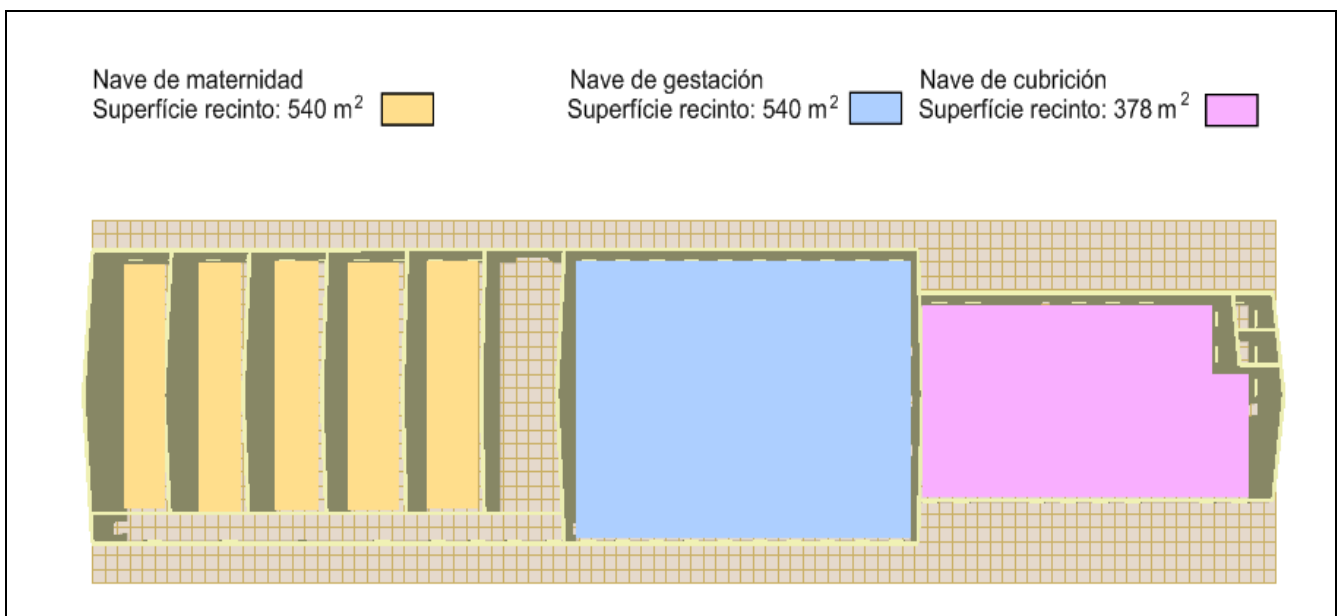 Nave de maternidad
Superfície recinto: 540 m²
Nave de gestación
Superfície recinto: 540 m²
Nave de cubrición
Superfície recinto: 378 m²